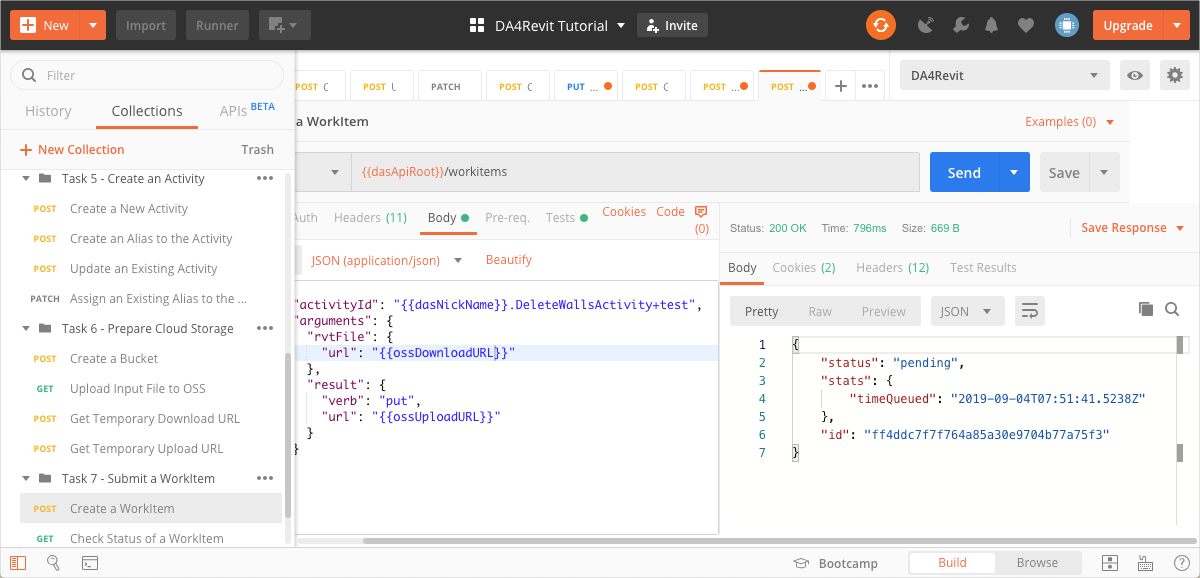 New
Import
Runner
DA4Revit Tutorial
Invite
Upgrade
Filter
History
Collections
APIs BETA
New Collection
Trash
Task 5 - Create an Activity
POST Create a New Activity
POST Create an Alias to the Activity
POST Update an Existing Activity
PATCH Assign an Existing Alias to the ...
Task 6 - Prepare Cloud Storage
POST Create a Bucket
GET Upload Input File to OSS
POST Get Temporary Download URL
POST Get Temporary Upload URL
Task 7 - Submit a WorkItem
POST Create a WorkItem
GET Check Status of a WorkItem
POST C
POST
PATCH
POST C
PUT ...
POST C
POST ...
POST ...
DA4Revit
a WorkItem
Examples (0)
{{dasApiRoot}}/workitems
Send
Save
Auth
Headers (11)
Body
Pre-req.
Tests
Cookies
Code
(0)
JSON (application/json)
Beautify
"activityId": "{{dasNickName}}.DeleteWallsActivity+test",
"arguments": {
"rvtFile": {
"url": "{{ossDownloadURL}}"
},
"result": {
"verb": "put",
"url": "{{ossUploadURL}}"
}
}
Status: 200 OK
Time: 796ms
Size: 669 B
Save Response
Body
Cookies (2)
Headers (12)
Test Results
Pretty
Raw
Preview
JSON
1 {
2 "status": "pending",
3 "stats": {
4 "timeQueued": "2019-09-04T07:51:41.5238Z"
5 },
6 "id": "ff4ddc7f7f764a85a30e9704b77a75f3"
7 }
Bootcamp
Build
Browse